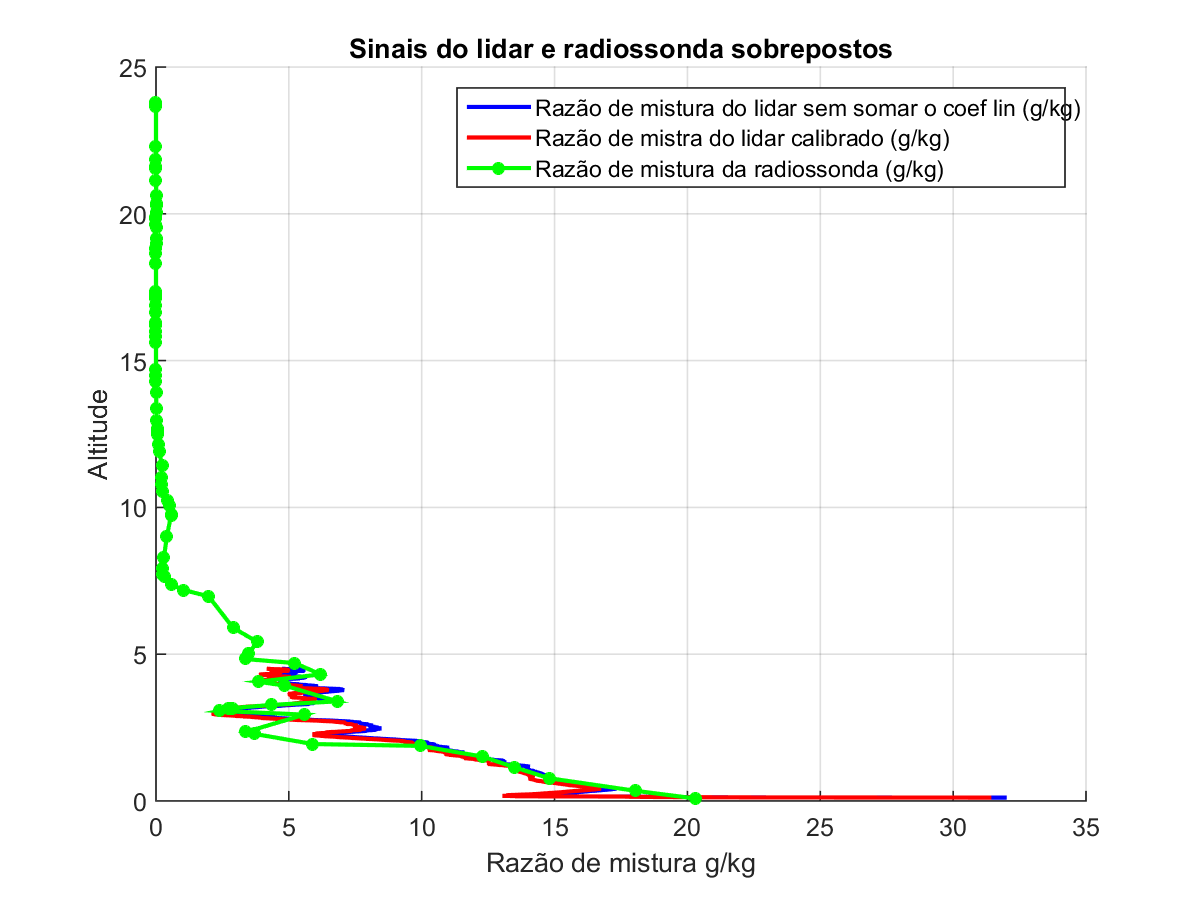 Sinais do lidar e radiossonda sobrepostos
25
20
15
10
5
0
Altitude
Razão de mistura do lidar sem somar o coef lin (g/kg)
Razão de mistra do lidar calibrado (g/kg)
Razão de mistura da radiossonda (g/kg)
0 5 10 15 20 25 30 35
Razão de mistura g/kg